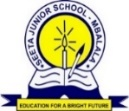 SEETA JUNIOR SCHOOL - MBALALA
EDUCATION FOR A BRIGHT FUTURE